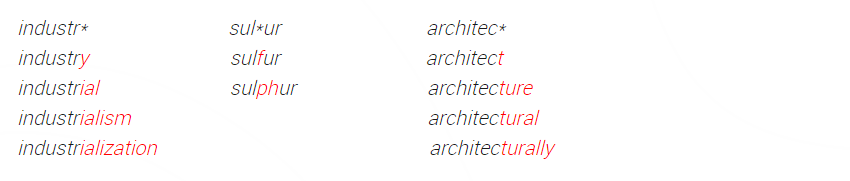 industr* sul*ur architec*
industry sulfur architect
industrial sulphur architecture
industrialism architectural
industrialization architecturally